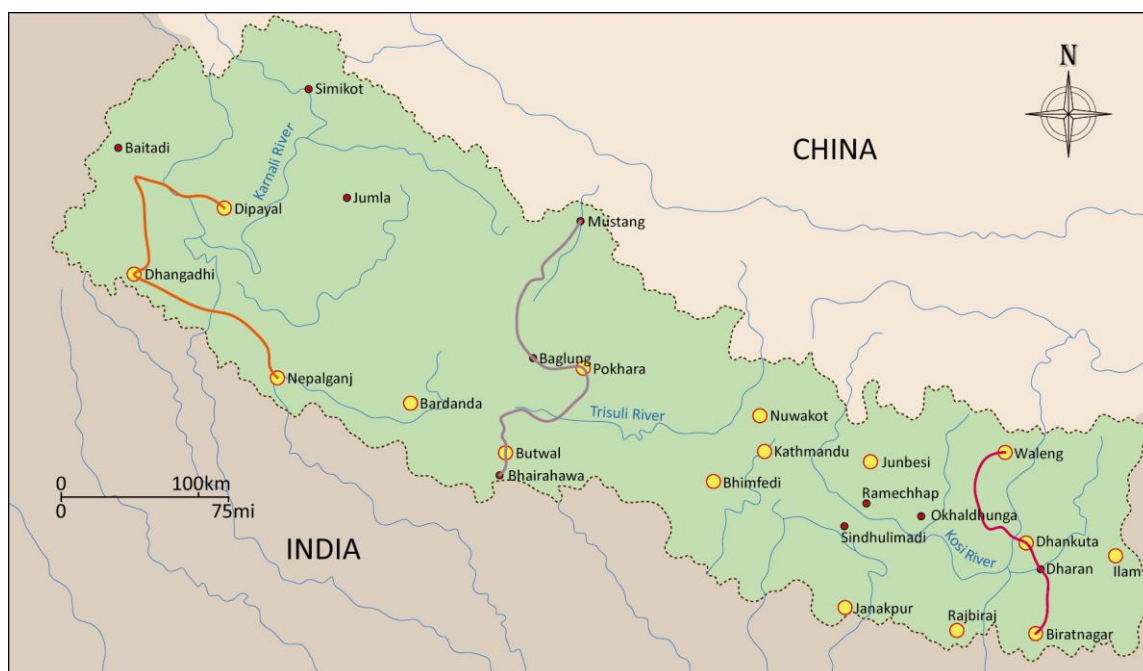 N
Simikot
CHINA
Baitadi
Karnali River
Jumla
Dipayal
Mustang
Dhangadhi
Baglung
Pokhara
Nepalganj
Bardanda
Trisuli River
Nuwakot
Butwal
Kathmandu
Junbesi
Waleng
Bhairahawa
Bhimfedi
0 100km
0 75mi
Ramechhap
Okhaldhunga
Sindhulimadi
INDIA
Kosi River
Dhankuta
Dharan
Ilam
Janakpur
Rajbiraj
Biratnagar